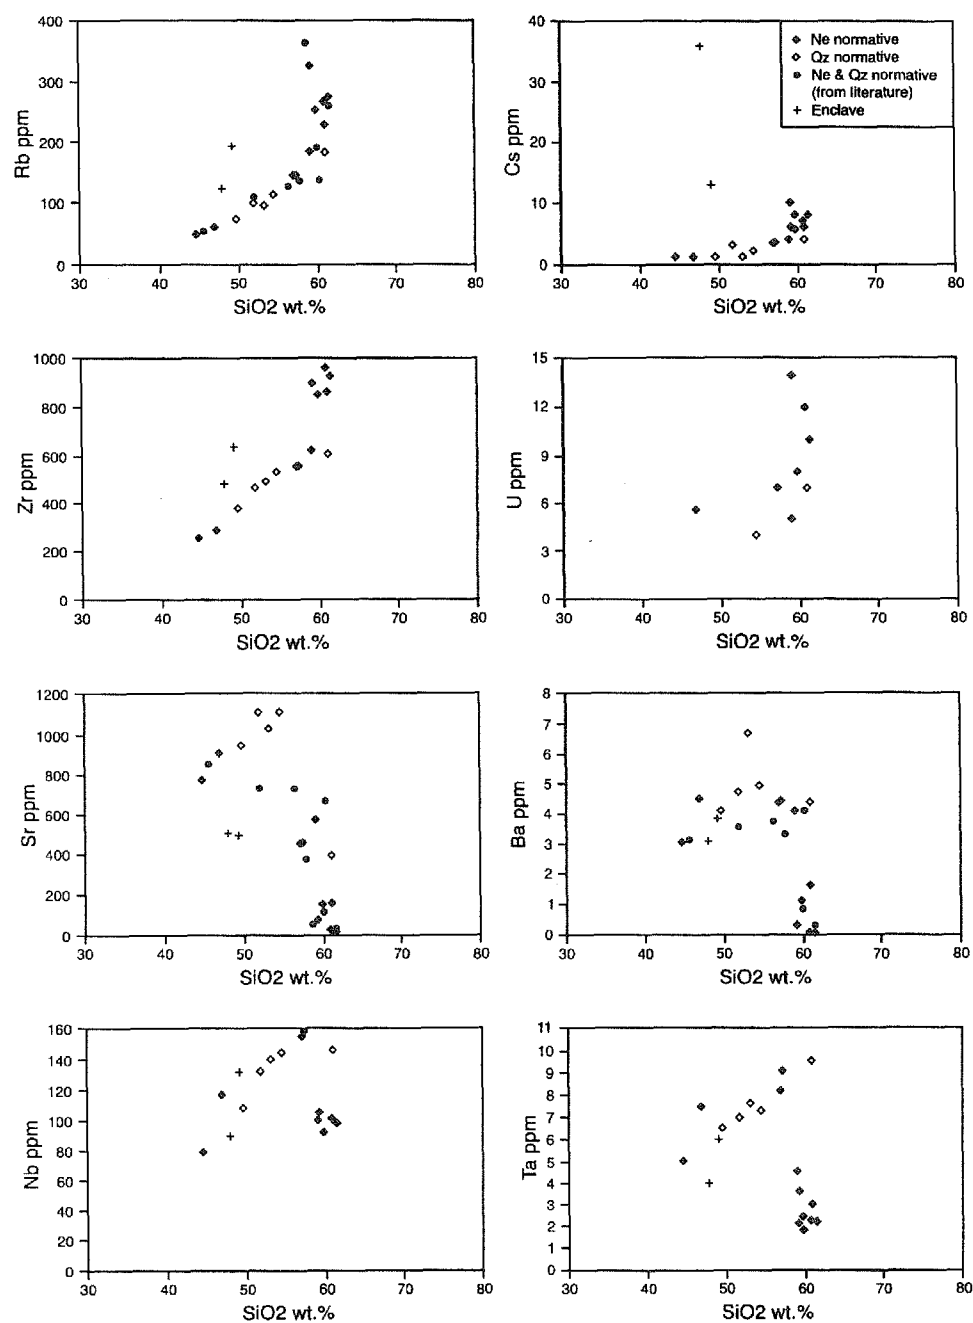 400
300
200
100
0
Rb ppm
30 40 50 60 70 80
SiO2 wt.%
40
30
20
10
0
Cs ppm
30 40 50 60 70 80
SiO2 wt.%
Ne normative
Qz normative
Ne & Qz normative
(from literature)
Enclave
1000
800
600
400
200
0
Zr ppm
30 40 50 60 70 80
SiO2 wt.%
15
12
9
6
3
0
U ppm
30 40 50 60 70 80
SiO2 wt.%
1200
1000
800
600
400
200
0
Sr ppm
30 40 50 60 70 80
SiO2 wt.%
8
7
6
5
4
3
2
1
0
Ba ppm
30 40 50 60 70 80
SiO2 wt.%
160
140
120
100
80
60
40
20
0
Nb ppm
30 40 50 60 70 80
SiO2 wt.%
11
10
9
8
7
6
5
4
3
2
1
0
Ta ppm
30 40 50 60 70 80
SiO2 wt.%